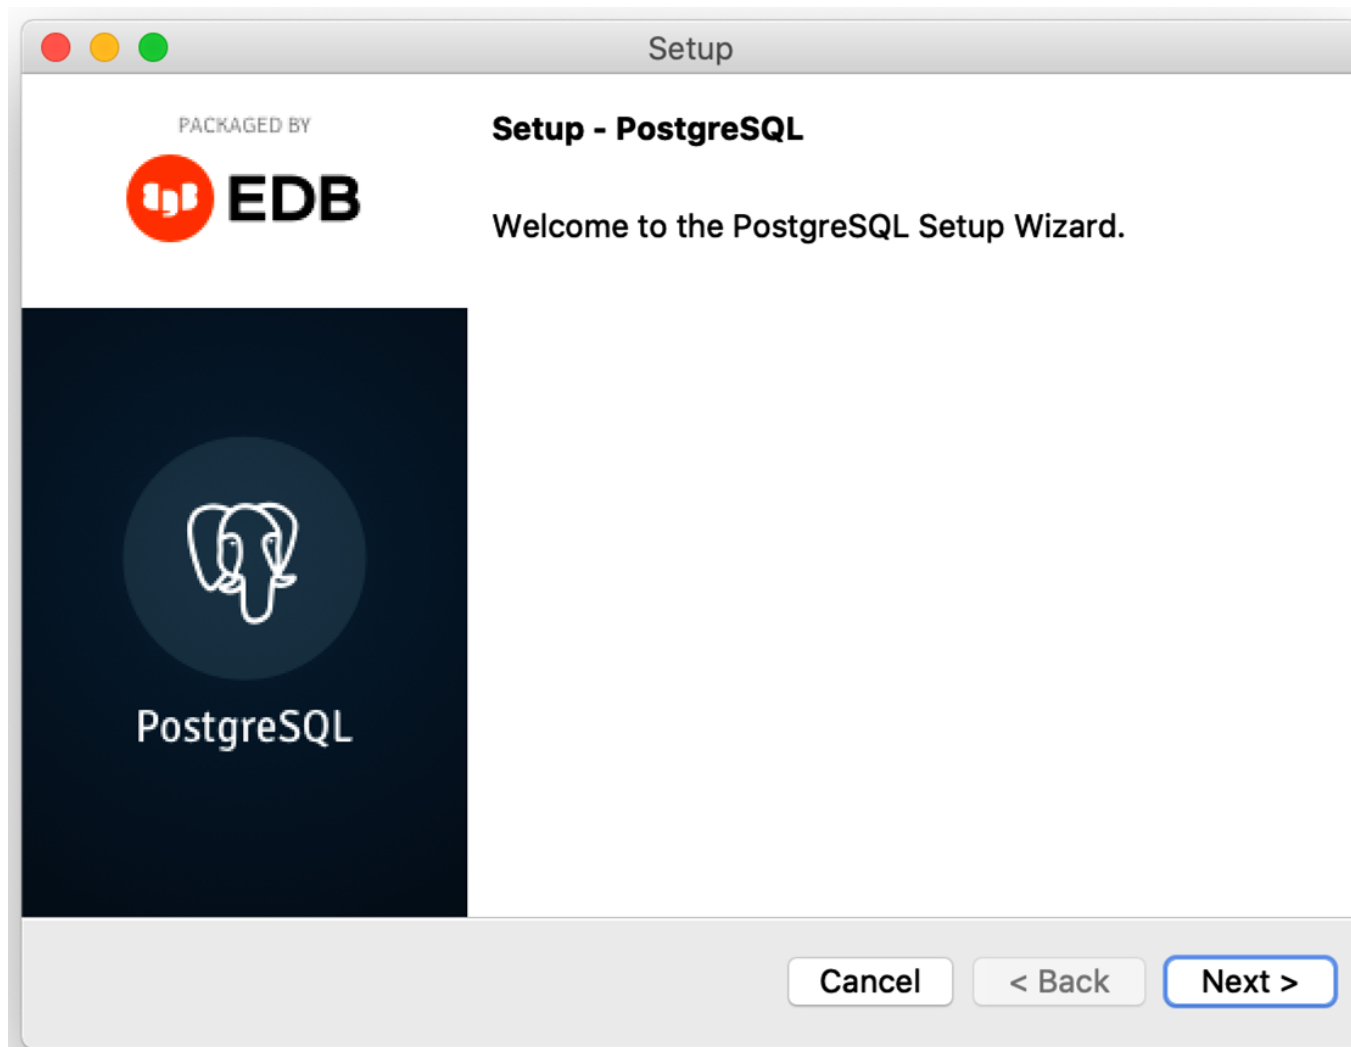 Setup
PACKAGED BY
EDB
Setup - PostgreSQL
Welcome to the PostgreSQL Setup Wizard.
PostgreSQL
Cancel
< Back
Next >